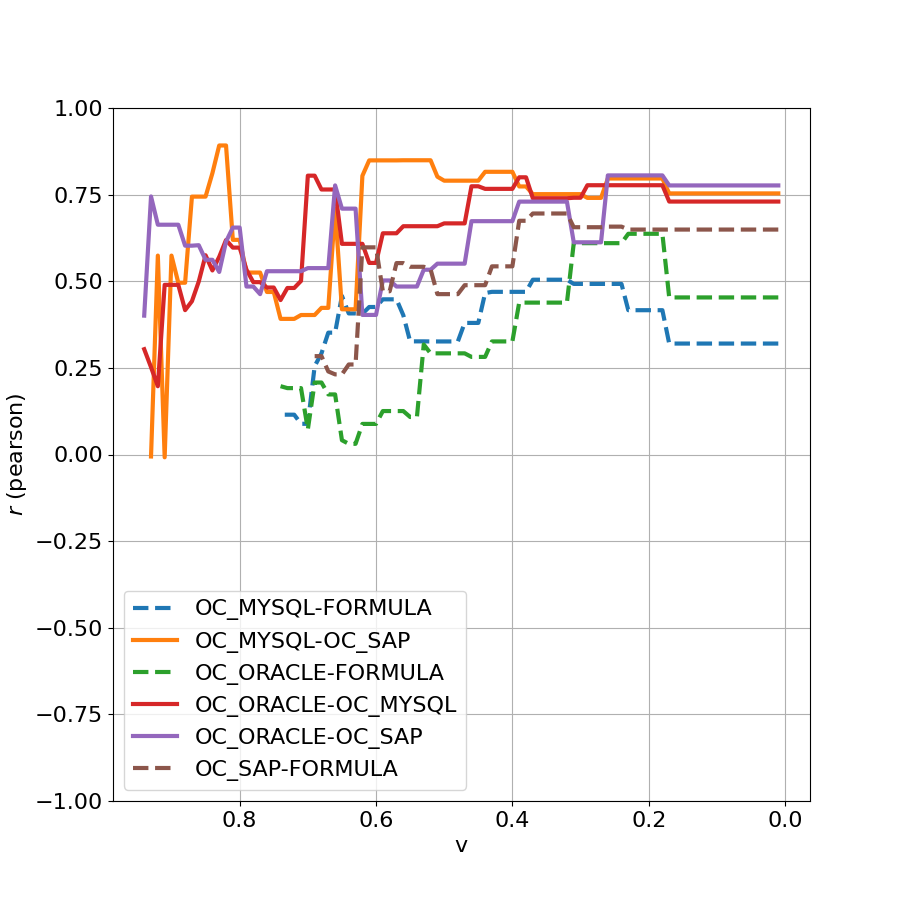 1.00
0.75
0.50
0.25
0.00
−0.25
−0.50
−0.75
−1.00
r (pearson)
OC_MYSQL-FORMULA
OC_MYSQL-OC_SAP
OC_ORACLE-FORMULA
OC_ORACLE-OC_MYSQL
OC_ORACLE-OC_SAP
OC_SAP-FORMULA
0.8 0.6 0.4 0.2 0.0
v